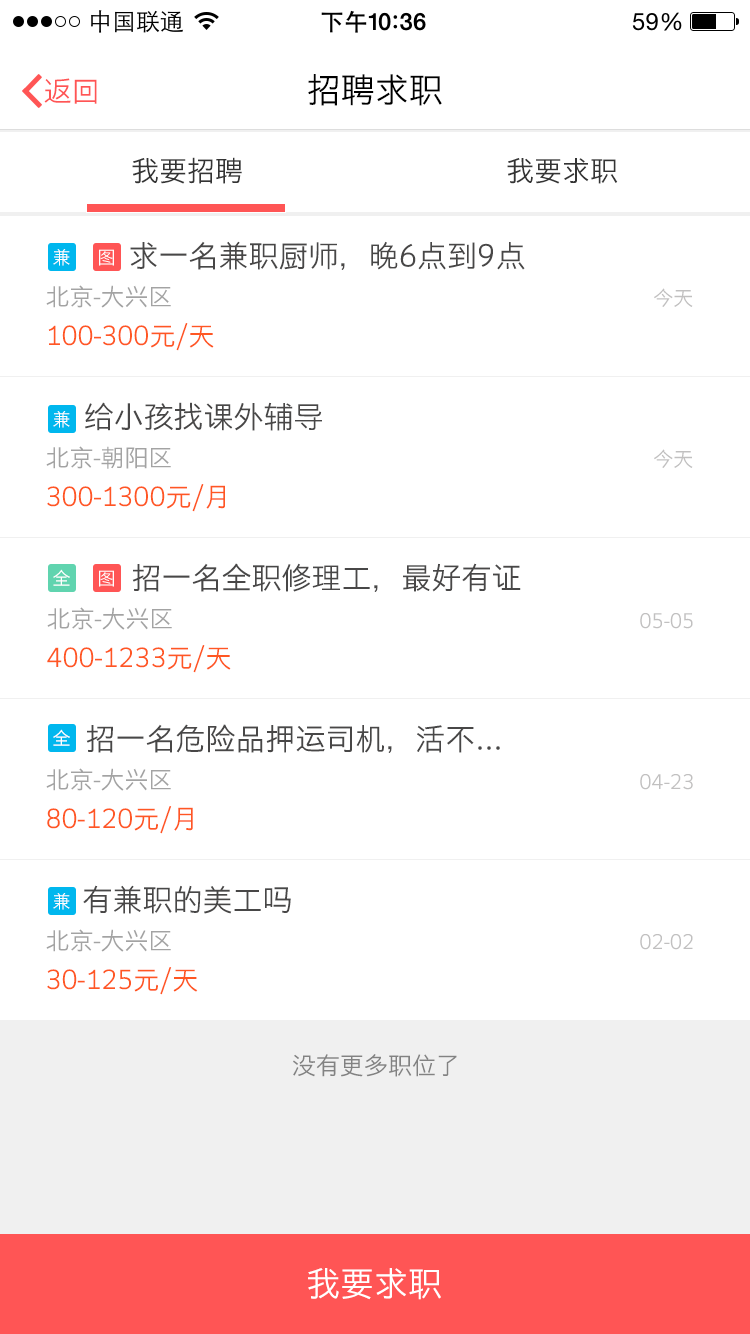 中国联通 下午10:36 59%
返回 招聘求职
我要招聘 我要求职
兼 图 求一名兼职厨师，晚6点到9点
北京-大兴区 今天
100-300元/天
兼 给小孩找课外辅导
北京-朝阳区 今天
300-1300元/月
全 图 招一名全职修理工，最好有证
北京-大兴区 05-05
400-1233元/天
全 招一名危险品押运司机，活不...
北京-大兴区 04-23
80-120元/月
兼 有兼职的美工吗
北京-大兴区 02-02
30-125元/天
没有更多职位了
我要求职